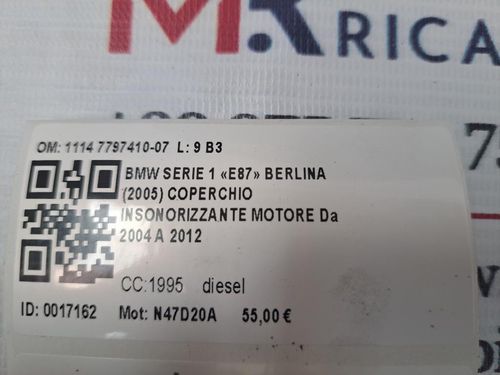 RICA
OM: 1114 7797410-07 L: 9 B3
BMW SERIE 1 «E87» BERLINA
(2005) COPERCHIO
INSONORIZZANTE MOTORE Da
2004 A 2012
CC:1995 diesel
ID: 0017162 Mot: N47D20A 55,00 €